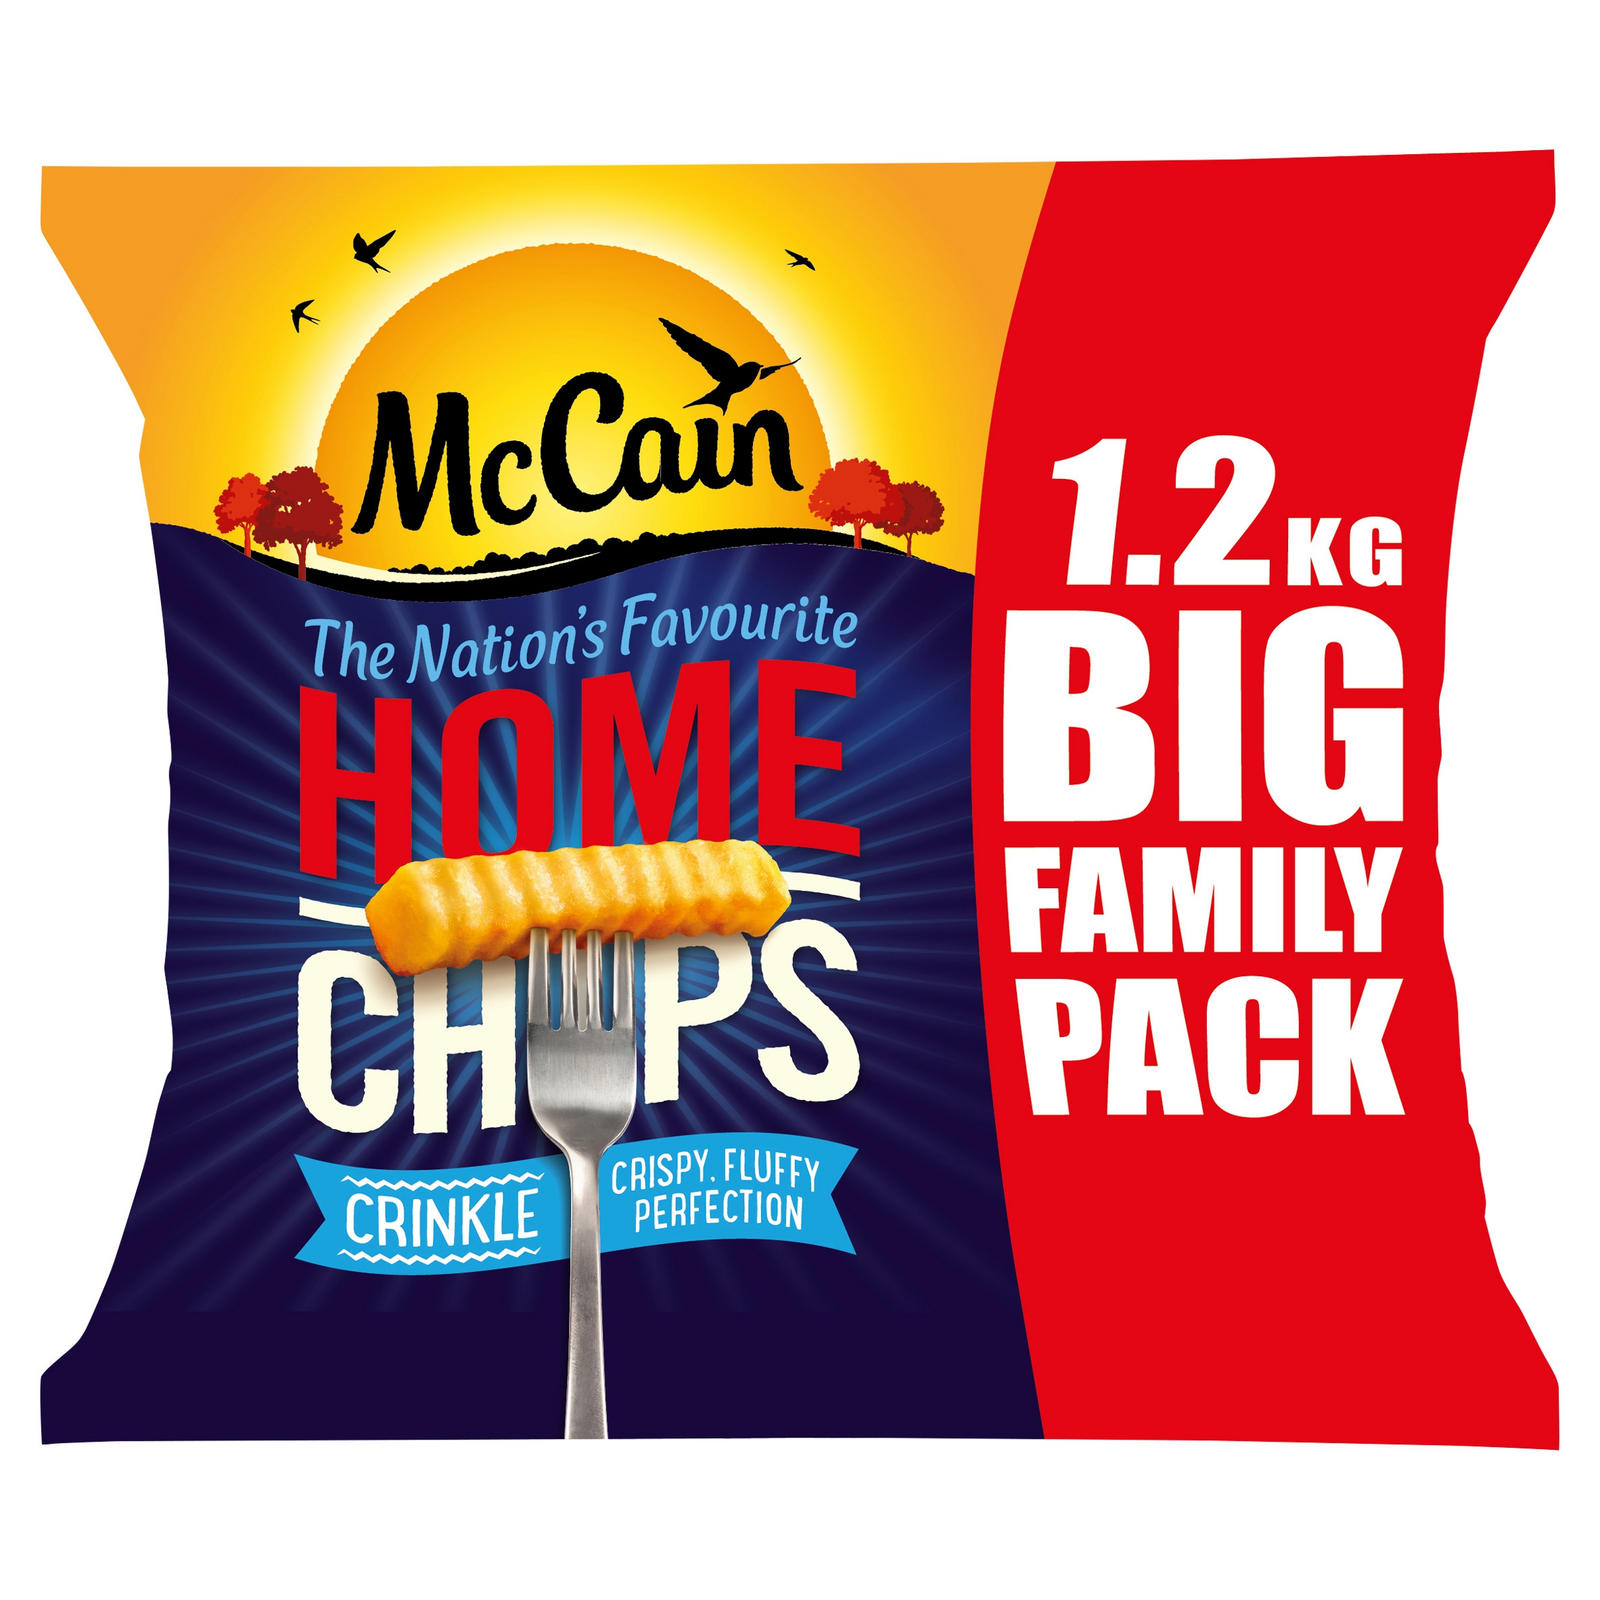 McCain
The Nation's Favourite
HOME
CHIPS
CRINKLE
CRISPY, FLUFFY
PERFECTION
1.2KG
BIG
FAMILY
PACK